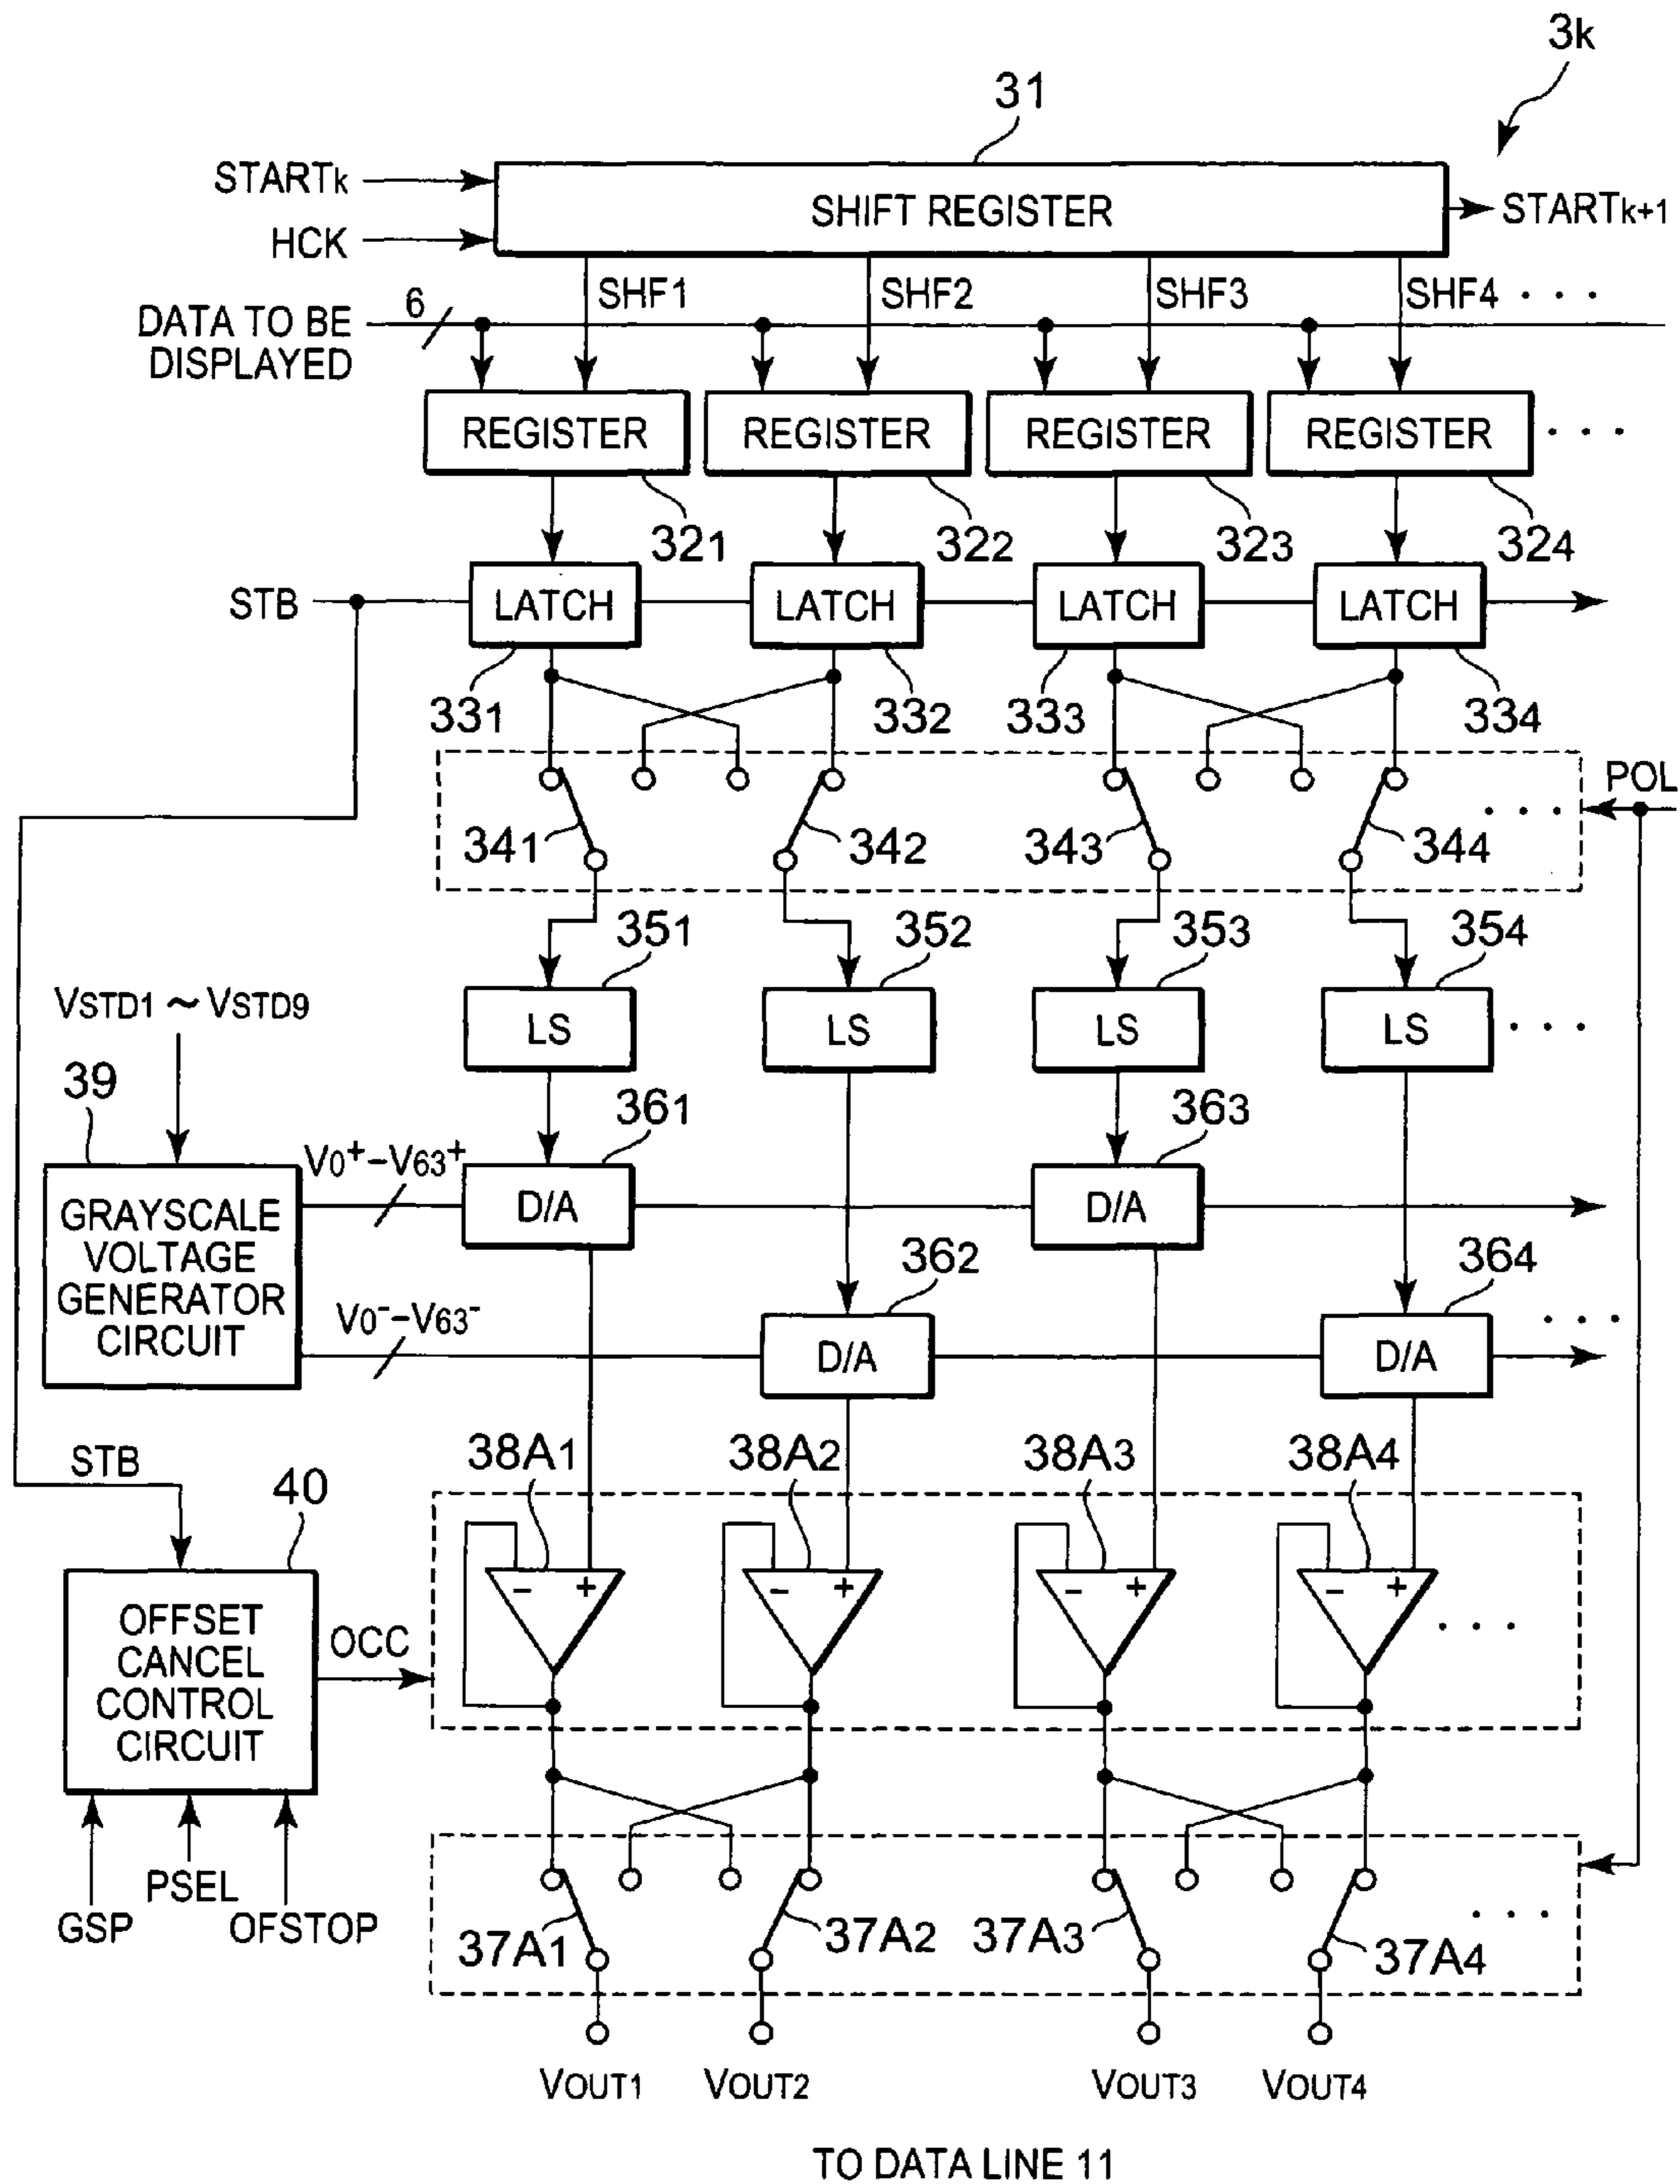 3k
31
STARTk
SHIFT REGISTER
STARTk+1
HCK
SHF1
SHF2
SHF3
SHF4 · · ·
6
DATA TO BE
DISPLAYED
REGISTER
REGISTER
REGISTER
REGISTER
· · ·
321
322
323
324
STB
LATCH
LATCH
LATCH
LATCH
331
332
333
334
POL
· · ·
341
342
343
344
351
352
353
354
VSTD1 ~ VSTD9
LS
LS
LS
LS
· · ·
39
361
363
V0+–V63+
D/A
D/A
GRAYSCALE
VOLTAGE
GENERATOR
CIRCUIT
362
364
V0-–V63-
D/A
D/A
· · ·
STB
40
38A1
38A2
38A3
38A4
– +
– +
– +
– +
· · ·
OFFSET
CANCEL
CONTROL
CIRCUIT
OCC
PSEL
GSP
OFSTOP
37A1
37A2
37A3
37A4
· · ·
VOUT1
VOUT2
VOUT3
VOUT4
TO DATA LINE 11